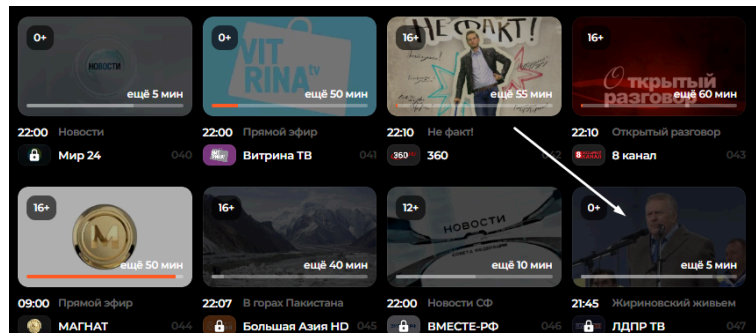 0+
НОВОСТИ
ещё 5 мин
22:00 Новости
Мир 24 040
0+
VIT
RINA tv
ещё 50 мин
22:00 Прямой эфир
Витрина ТВ 041
16+
НЕ ФАКТ!
ещё 55 мин
22:10 Не факт!
360
360 042
16+
Открытый
разговор
ещё 60 мин
22:10 Открытый разговор
8 канал 043
16+
M
ещё 50 мин
09:00 Прямой эфир
МАГНАТ 044
16+
ещё 40 мин
22:07 В горах Пакистана
Большая Азия HD 045
12+
НОВОСТИ
СОВЕТА ФЕДЕРАЦИИ
ещё 10 мин
22:00 Новости СФ
ВМЕСТЕ-РФ 046
0+
ещё 5 мин
21:45 Жириновский живьем
ЛДПР ТВ 047